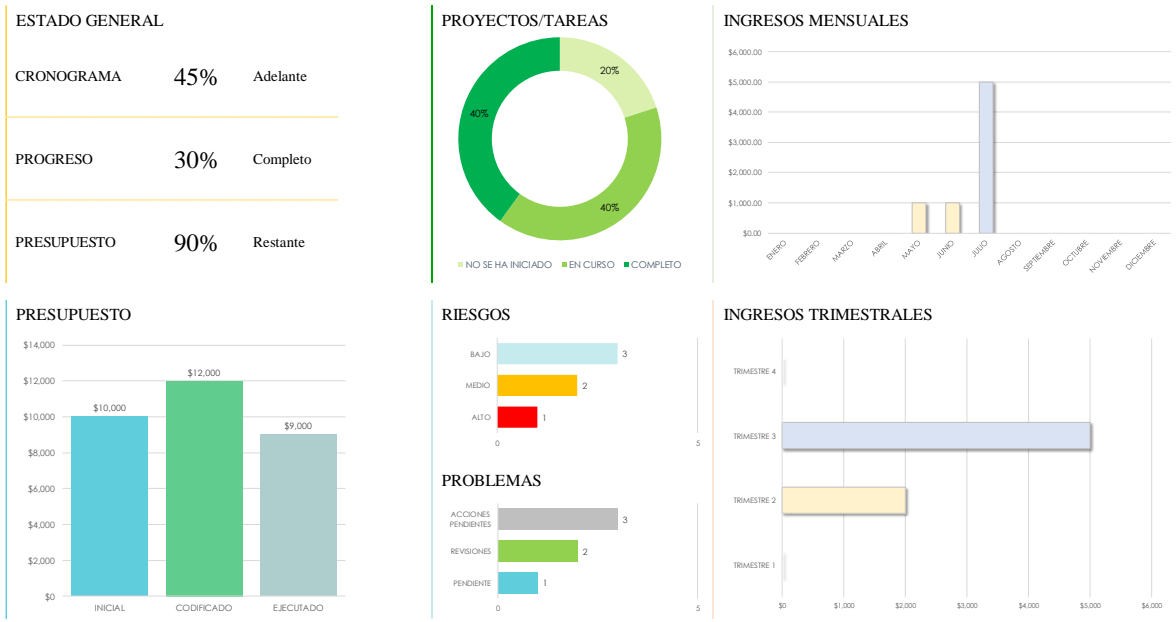 ESTADO GENERAL
CRONOGRAMA 45% Adelante
PROGRESO 30% Completo
PRESUPUESTO 90% Restante
PROYECTOS/TAREAS
20%
40%
40%
NO SE HA INICIADO EN CURSO COMPLETO
INGRESOS MENSUALES
$6,000.00
$5,000.00
$4,000.00
$3,000.00
$2,000.00
$1,000.00
$0.00
ENERO FEBRERO MARZO ABRIL MAYO JUNIO JULIO AGOSTO SEPTIEMBRE OCTUBRE NOVIEMBRE DICIEMBRE
PRESUPUESTO
$14,000
$12,000
$10,000
$8,000
$6,000
$4,000
$2,000
$0
$10,000
$12,000
$9,000
INICIAL CODIFICADO EJECUTADO
RIESGOS
BAJO 3
MEDIO 2
ALTO 1
0 5
PROBLEMAS
ACCIONES
PENDIENTES 3
REVISIONES 2
PENDIENTE 1
0 5
INGRESOS TRIMESTRALES
TRIMESTRE 4
TRIMESTRE 3
TRIMESTRE 2
TRIMESTRE 1
$0 $1,000 $2,000 $3,000 $4,000 $5,000 $6,000